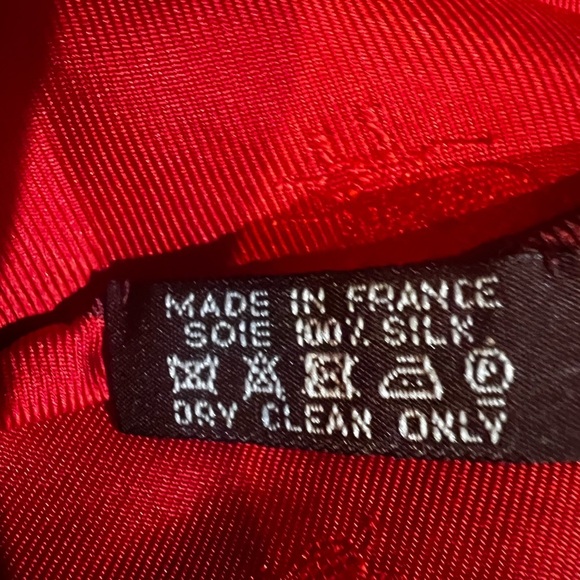 MADE IN FRANCE
SOIE 100% SILK
P
DRY CLEAN ONLY